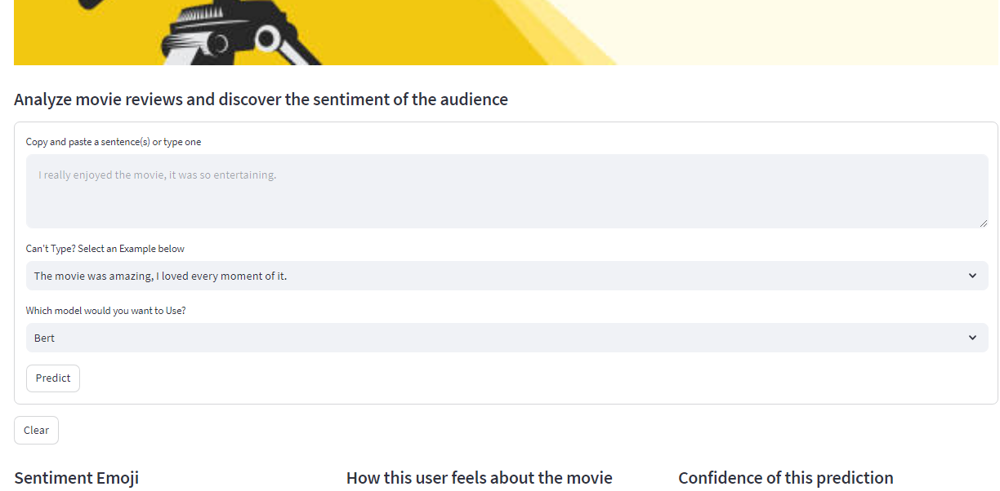 Analyze movie reviews and discover the sentiment of the audience
Copy and paste a sentence(s) or type one
I really enjoyed the movie, it was so entertaining.
Can't Type? Select an Example below
The movie was amazing, I loved every moment of it.
Which model would you want to Use?
Bert
Predict
Clear
Sentiment Emoji
How this user feels about the movie
Confidence of this prediction